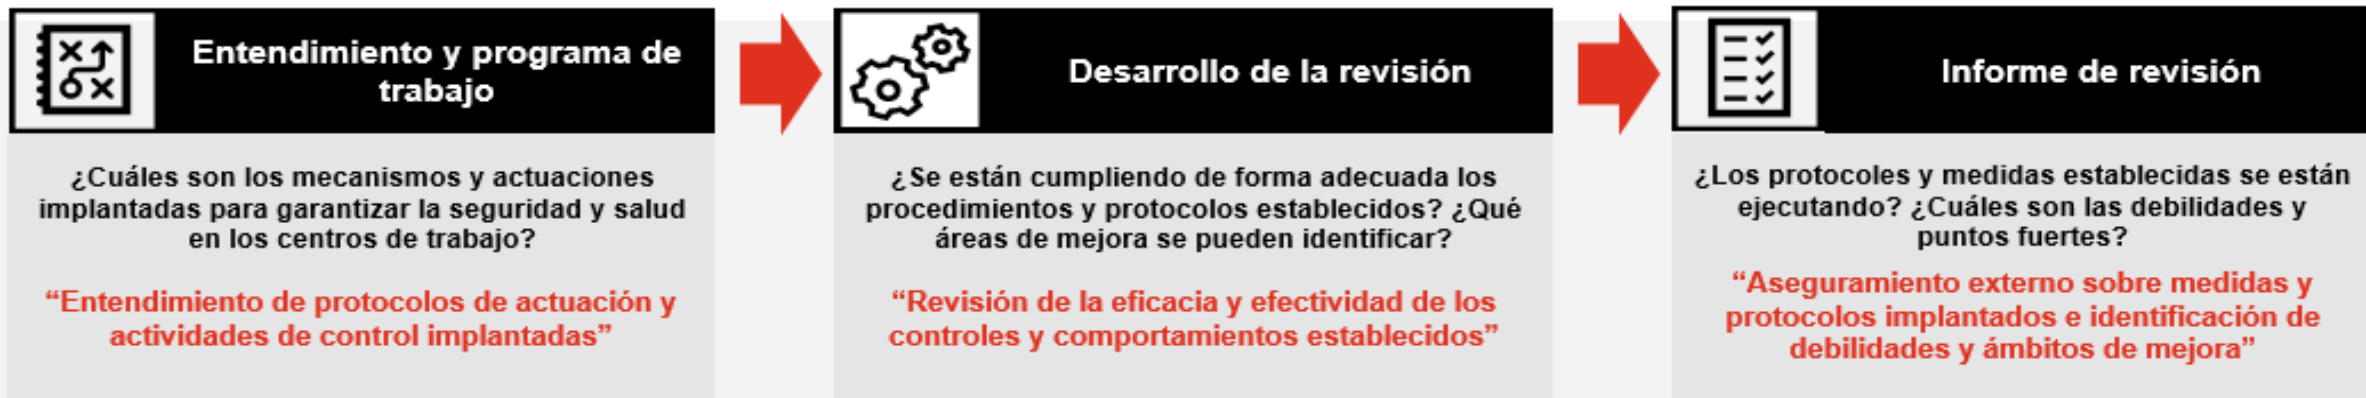 Entendimiento y programa de
trabajo
¿Cuáles son los mecanismos y actuaciones
implantadas para garantizar la seguridad y salud
en los centros de trabajo?
“Entendimiento de protocolos de actuación y
actividades de control implantadas”
Desarrollo de la revisión
¿Se están cumpliendo de forma adecuada los
procedimientos y protocolos establecidos? ¿Qué
áreas de mejora se pueden identificar?
“Revisión de la eficacia y efectividad de los
controles y comportamientos establecidos”
Informe de revisión
¿Los protocoles y medidas establecidas se están
ejecutando? ¿Cuáles son las debilidades y
puntos fuertes?
“Aseguramiento externo sobre medidas y
protocolos implantados e identificación de
debilidades y ámbitos de mejora”